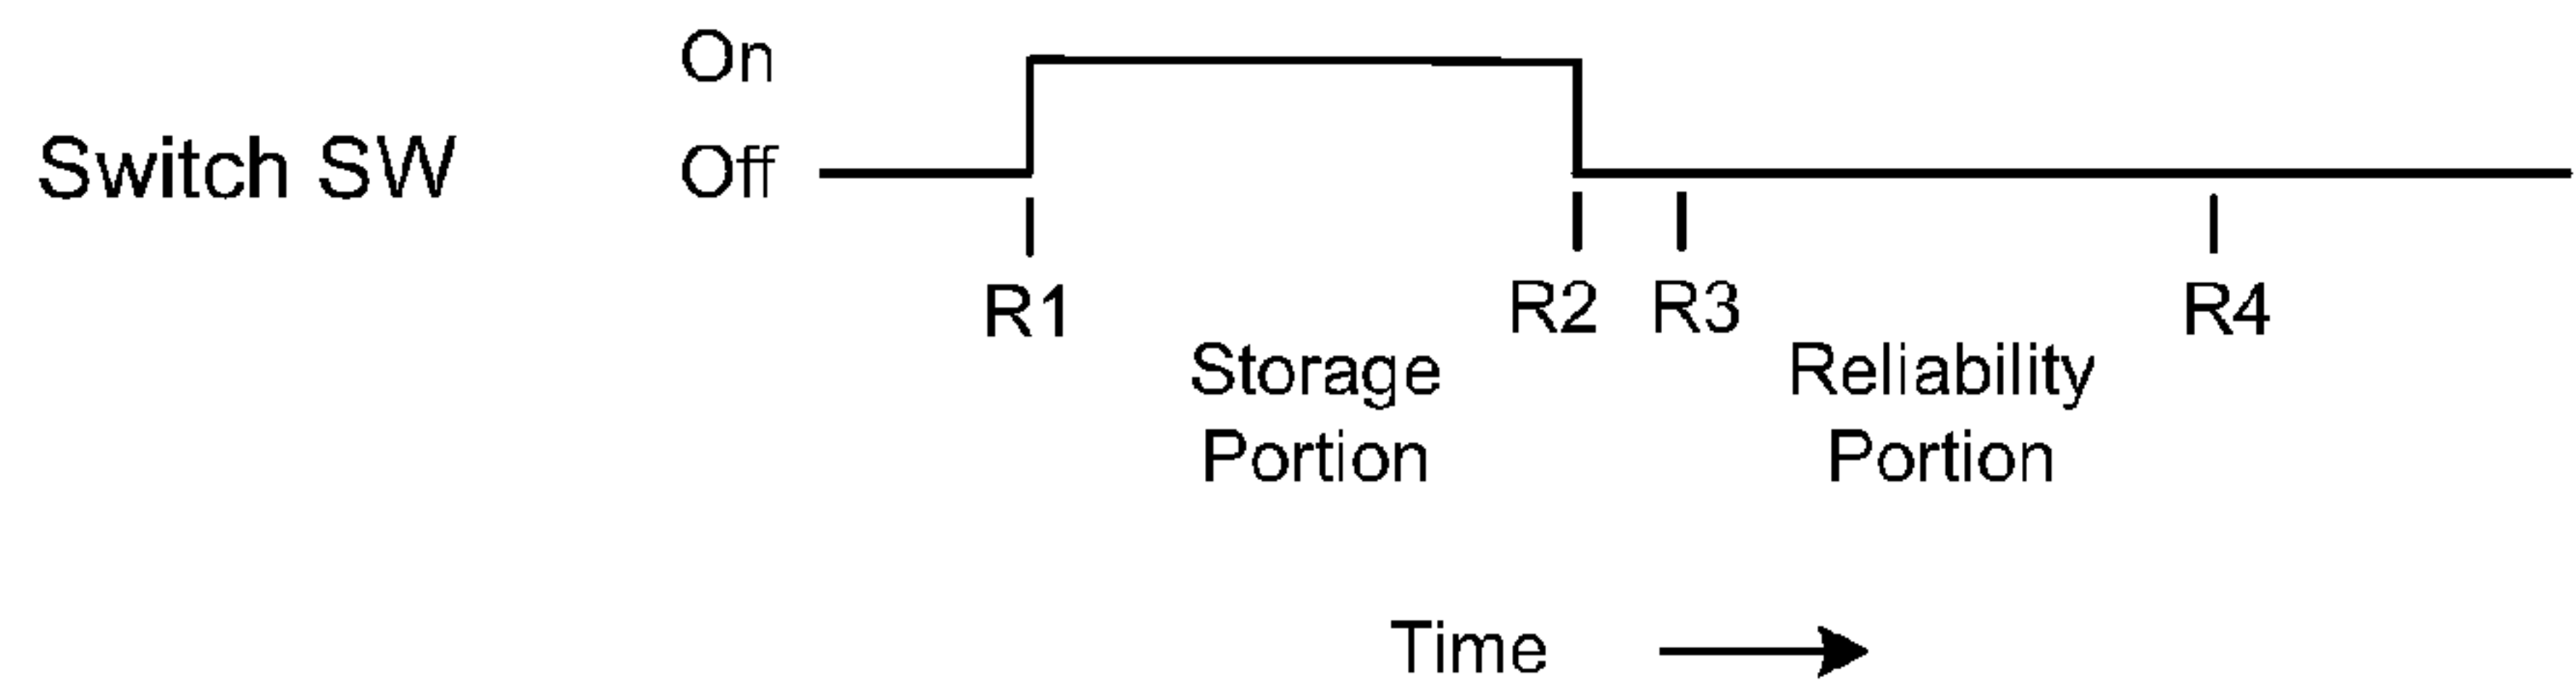 On
Switch SW Off
R1 R2 R3 R4
Storage Reliability
Portion Portion
Time